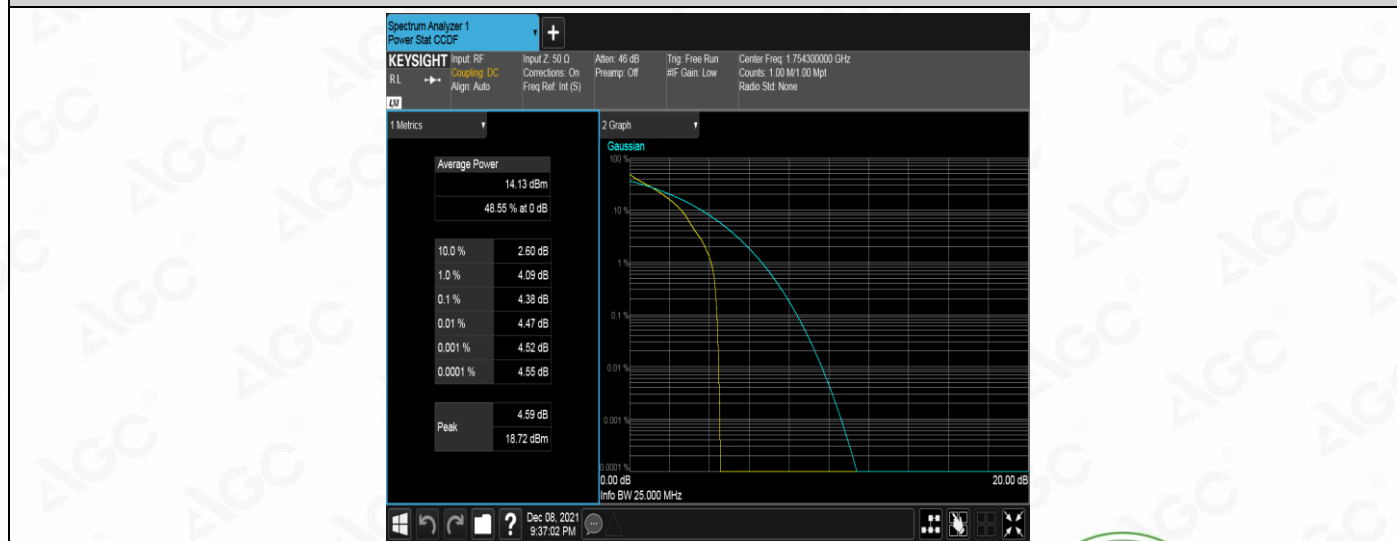 Spectrum Analyzer 1
Power Stat CCDF
+
KEYSIGHT
Input: RF
Input Z: 50 Ω
Atten: 46 dB
Trig: Free Run
Center Freq: 1.754300000 GHz
RL
Coupling: DC
Corrections: On
Preamp: Off
#IF Gain: Low
Counts: 1.00 M/1.00 Mpt
Align: Auto
Freq Ref: Int (S)
Radio Std: None
LXI
1 Metrics
2 Graph
Gaussian
Average Power
14.13 dBm
48.55 % at 0 dB
10.0 % 2.60 dB
1.0 % 4.09 dB
0.1 % 4.38 dB
0.01 % 4.47 dB
0.001 % 4.52 dB
0.0001 % 4.55 dB
Peak
4.59 dB
18.72 dBm
100 %
10 %
1 %
0.1 %
0.01 %
0.001 %
0.0001 %
0.00 dB
20.00 dB
Info BW 25.000 MHz
?
Dec 08, 2021
9:37:02 PM
AGC